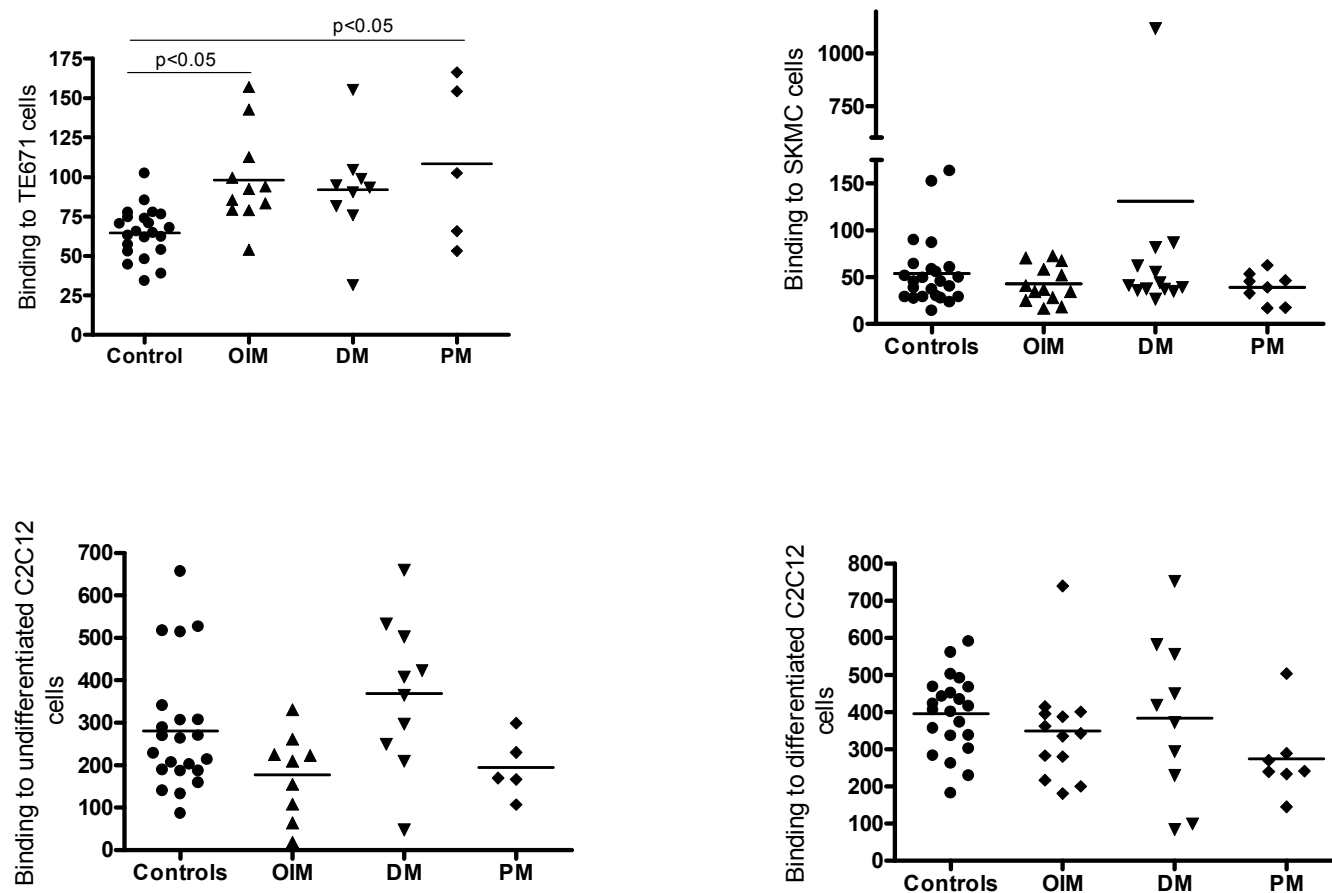 p<0.05
p<0.05
Binding to TE671 cells
175
150
125
100
75
50
25
0
Control OIM DM PM
Binding to SKMC cells
1000
750
150
100
50
0
Controls OIM DM PM
Binding to undifferentiated C2C12
cells
700
600
500
400
300
200
100
0
Controls OIM DM PM
Binding to differentiated C2C12
cells
800
700
600
500
400
300
200
100
0
Controls OIM DM PM